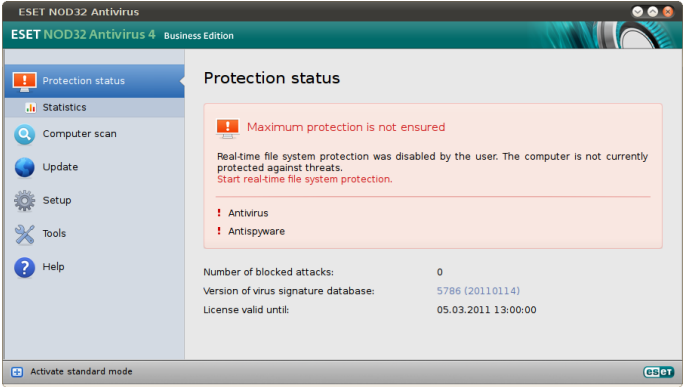 ESET NOD32 Antivirus
ESET NOD32 Antivirus 4 Business Edition
Protection status
Statistics
Computer scan
Update
Setup
Tools
Help
Protection status
Maximum protection is not ensured
Real-time file system protection was disabled by the user. The computer is not currently
protected against threats.
Start real-time file system protection.
! Antivirus
! Antispyware
Number of blocked attacks: 0
Version of virus signature database: 5786 (20110114)
License valid until: 05.03.2011 13:00:00
Activate standard mode
eseT